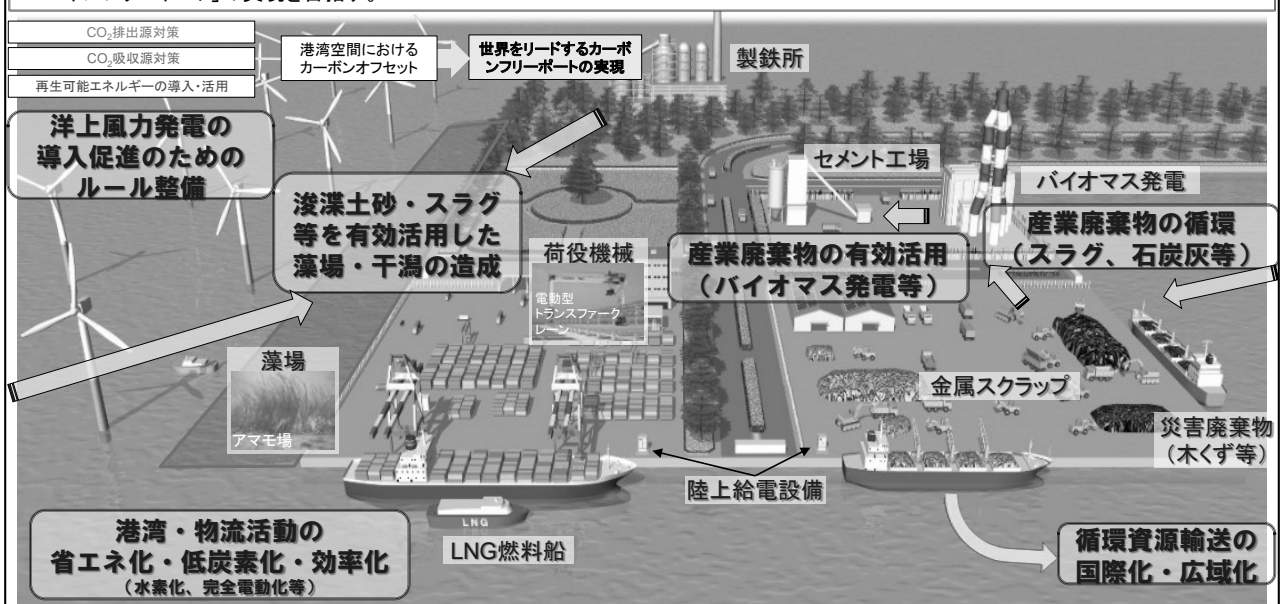 CO₂排出源対策
CO₂吸収源対策
再生可能エネルギーの導入・活用
港湾空間における
カーボンオフセット
世界をリードするカーボ
ンフリーポートの実現
製鉄所
洋上風力発電の
導入促進のための
ルール整備
浚渫土砂・スラグ
等を有効活用した
藻場・干潟の造成
セメント工場
バイオマス発電
荷役機械
電動型
トランスファーク
レーン
産業廃棄物の有効活用
（バイオマス発電等）
産業廃棄物の循環
（スラグ、石炭灰等）
藻場
アマモ場
金属スクラップ
災害廃棄物
（木くず等）
陸上給電設備
LNG
LNG燃料船
港湾・物流活動の
省エネ化・低炭素化・効率化
（水素化、完全電動化等）
循環資源輸送の
国際化・広域化